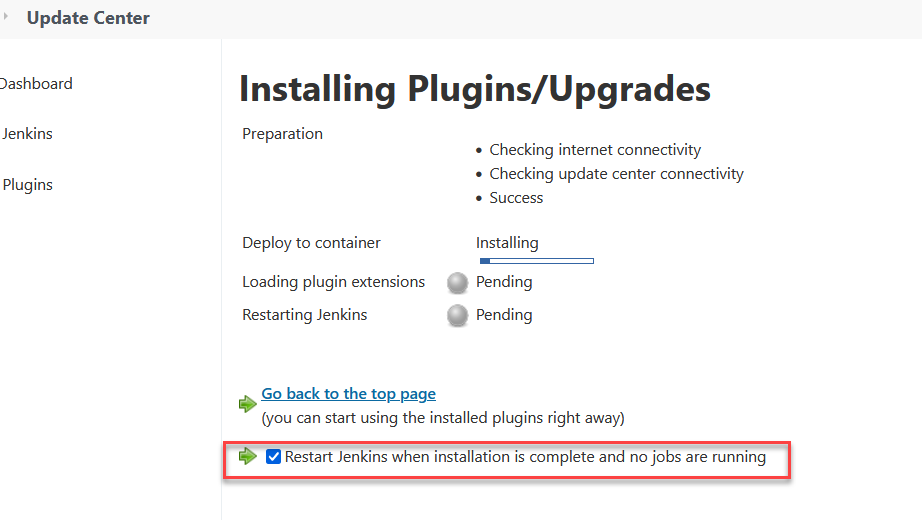 Update Center
Dashboard
Jenkins
Plugins
Installing Plugins/Upgrades
Preparation
Checking internet connectivity
Checking update center connectivity
Success
Deploy to container Installing
Loading plugin extensions Pending
Restarting Jenkins Pending
Go back to the top page
(you can start using the installed plugins right away)
Restart Jenkins when installation is complete and no jobs are running